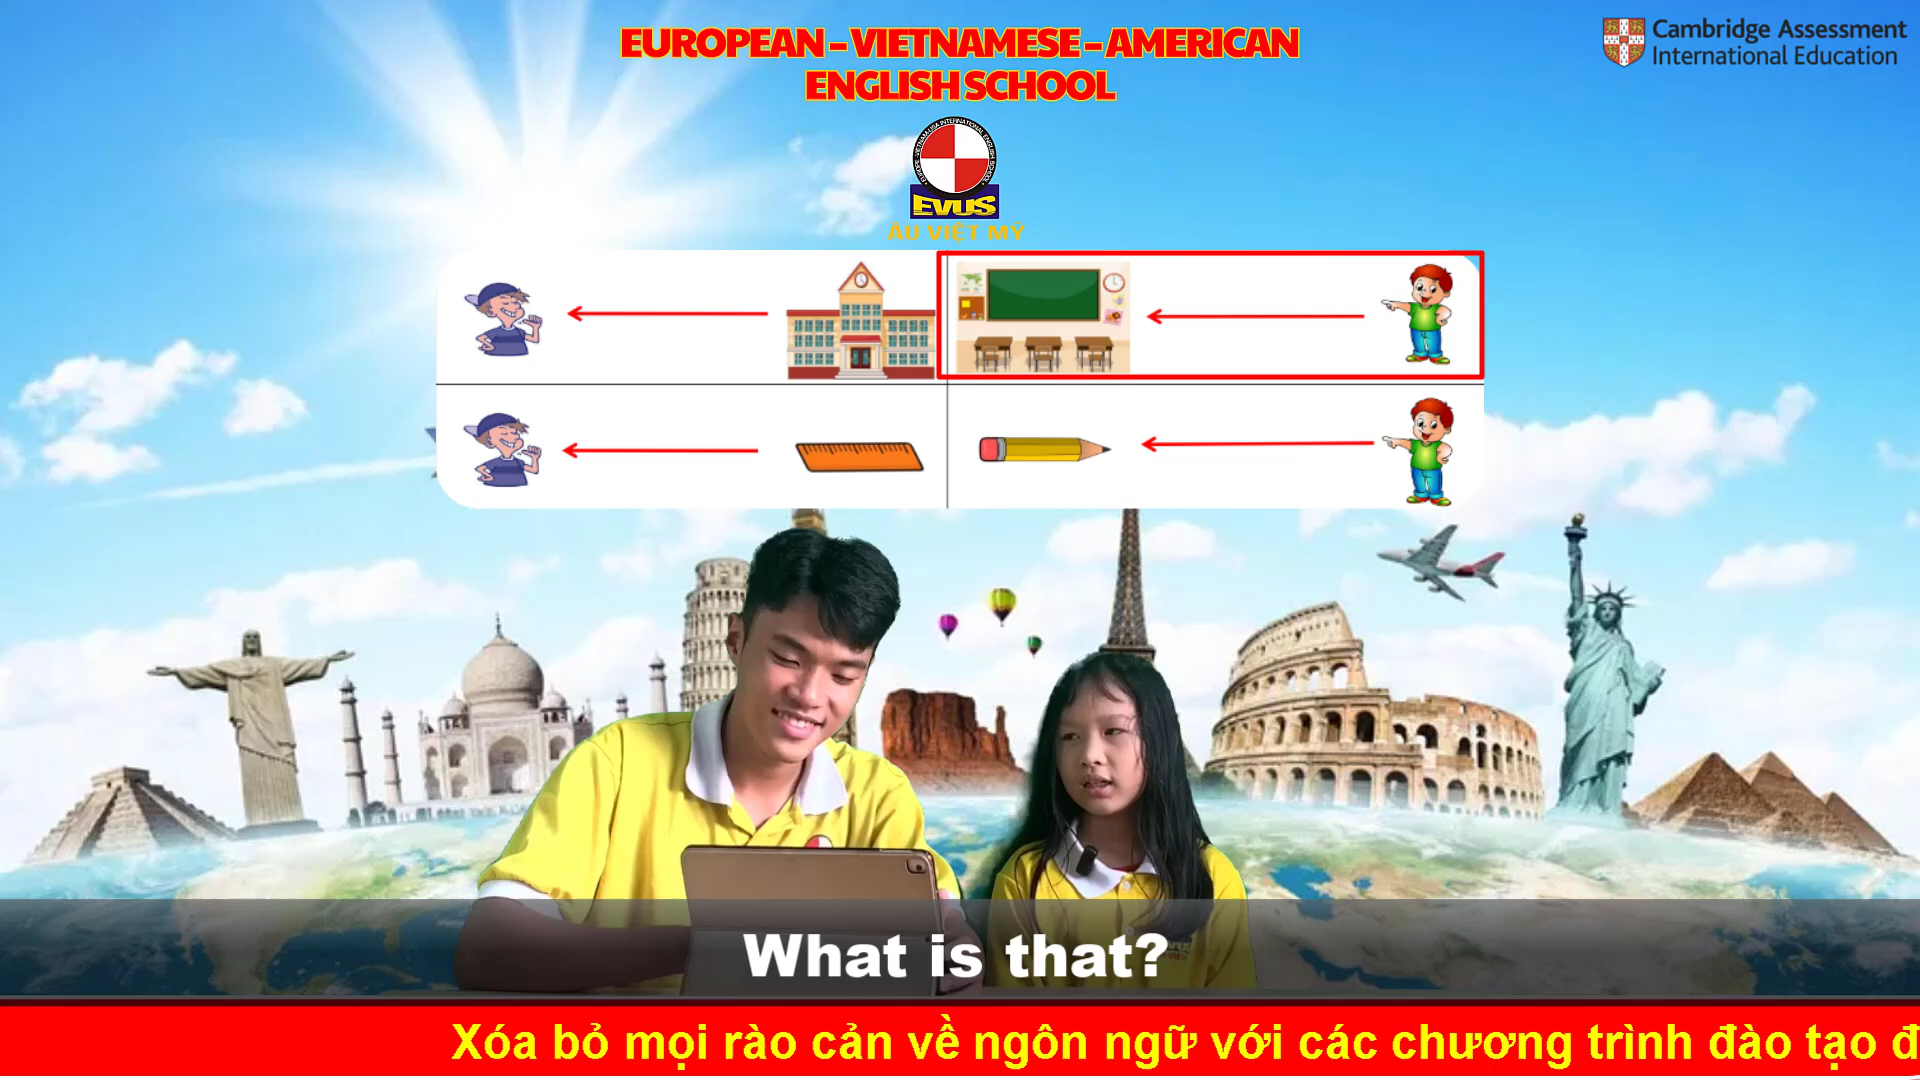 EUROPEAN - VIETNAMESE - AMERICAN
ENGLISH SCHOOL
Cambridge Assessment
International Education
EVUS
ÂU VIỆT MỸ
What is that?
Xóa bỏ mọi rào cản về ngôn ngữ với các chương trình đào tạo đ